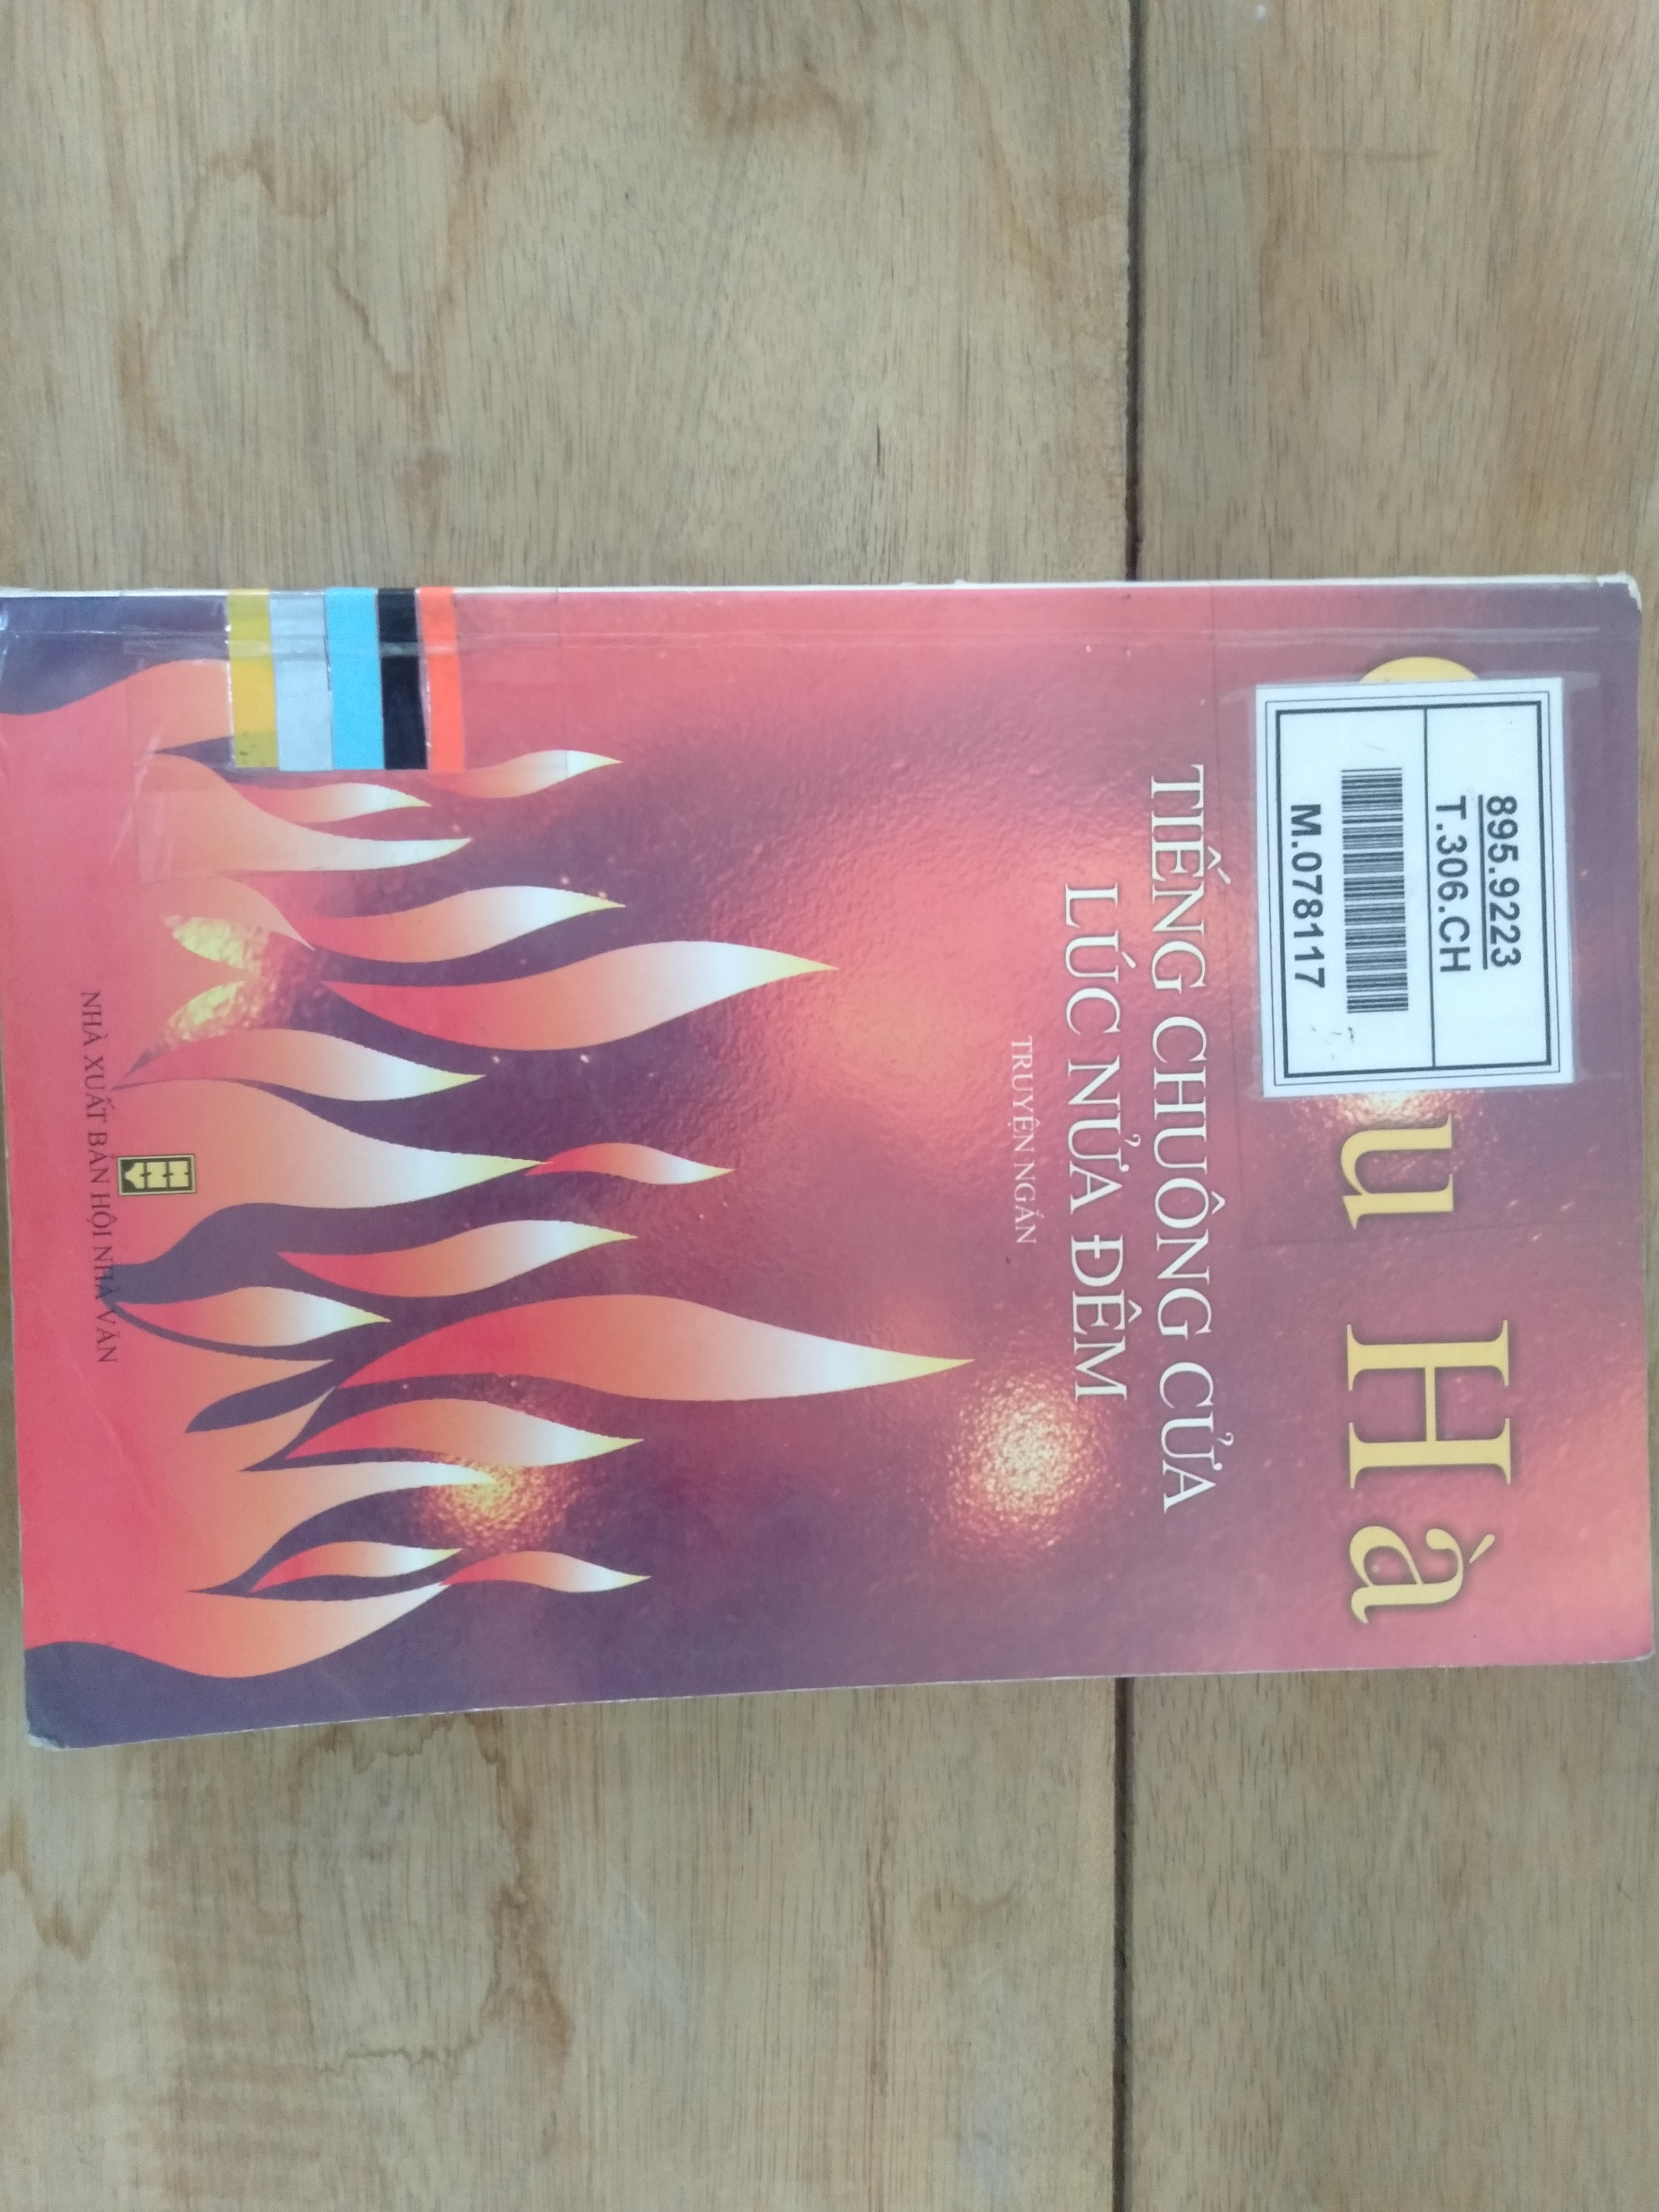 895.9223
T.306.CH
M.078117
Hà
TIẾNG CHUÔNG CỬA
LÚC NỬA ĐÊM
TRUYỆN NGẮN
NHÀ XUẤT BẢN HỘI NHÀ VĂN